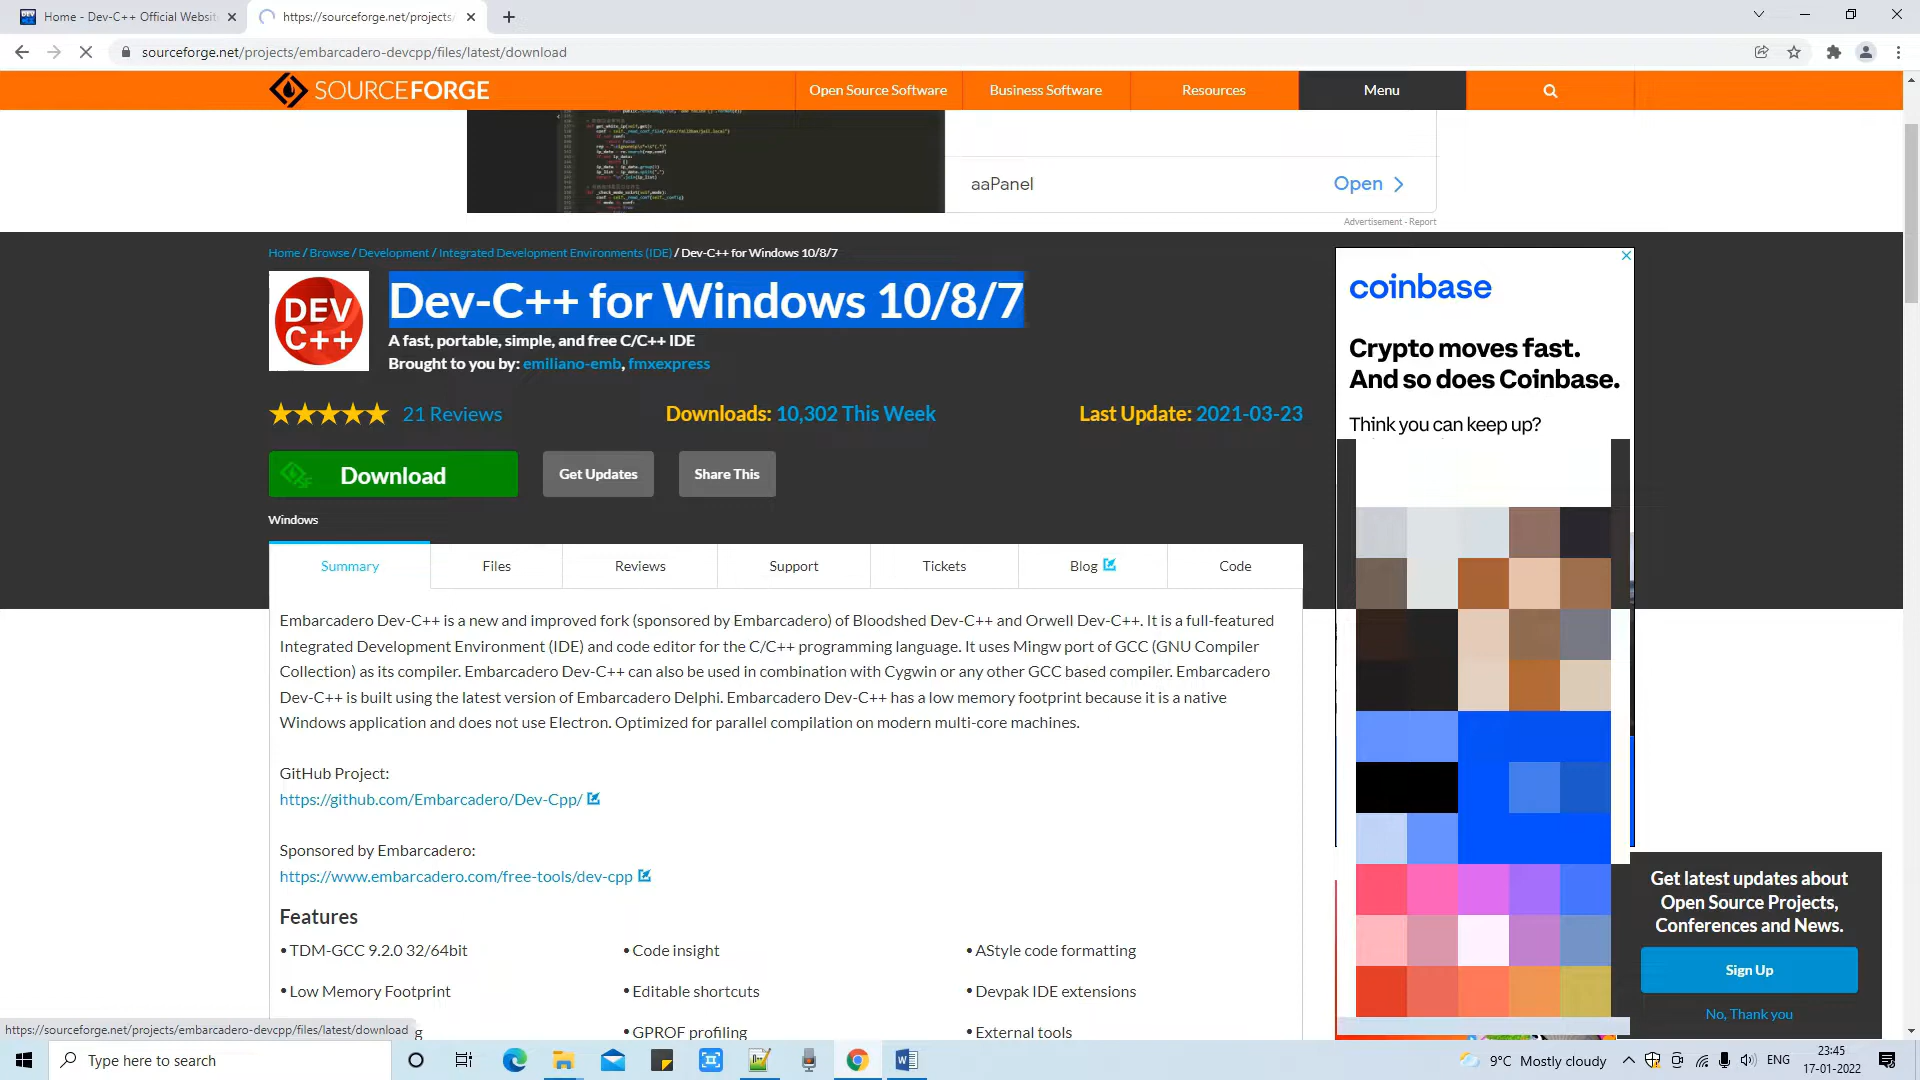 Home - Dev-C++ Official Websit
https://sourceforge.net/projects/
sourceforge.net/projects/embarcadero-devcpp/files/latest/download
SOURCEFORGE
Open Source Software
Business Software
Resources
Menu
aaPanel
Open
Advertisement - Report
Home / Browse / Development / Integrated Development Environments (IDE) / Dev-C++ for Windows 10/8/7
DEV C++
Dev-C++ for Windows 10/8/7
A fast, portable, simple, and free C/C++ IDE
Brought to you by: emiliano-emb, fmxexpress
21 Reviews
Downloads: 10,302 This Week
Last Update: 2021-03-23
Download
Get Updates
Share This
Windows
coinbase
Crypto moves fast.
And so does Coinbase.
Think you can keep up?
Summary
Files
Reviews
Support
Tickets
Blog
Code
Embarcadero Dev-C++ is a new and improved fork (sponsored by Embarcadero) of Bloodshed Dev-C++ and Orwell Dev-C++. It is a full-featured
Integrated Development Environment (IDE) and code editor for the C/C++ programming language. It uses Mingw port of GCC (GNU Compiler
Collection) as its compiler. Embarcadero Dev-C++ can also be used in combination with Cygwin or any other GCC based compiler. Embarcadero
Dev-C++ is built using the latest version of Embarcadero Delphi. Embarcadero Dev-C++ has a low memory footprint because it is a native
Windows application and does not use Electron. Optimized for parallel compilation on modern multi-core machines.
GitHub Project:
https://github.com/Embarcadero/Dev-Cpp/
Sponsored by Embarcadero:
https://www.embarcadero.com/free-tools/dev-cpp
Features
• TDM-GCC 9.2.0 32/64bit
• Code insight
• AStyle code formatting
• Low Memory Footprint
• Editable shortcuts
• Devpak IDE extensions
• GPROF profiling
• External tools
Get latest updates about
Open Source Projects,
Conferences and News.
Sign Up
No, Thank you
https://sourceforge.net/projects/embarcadero-devcpp/files/latest/download
Type here to search
9°C Mostly cloudy
ENG
23:45
17-01-2022